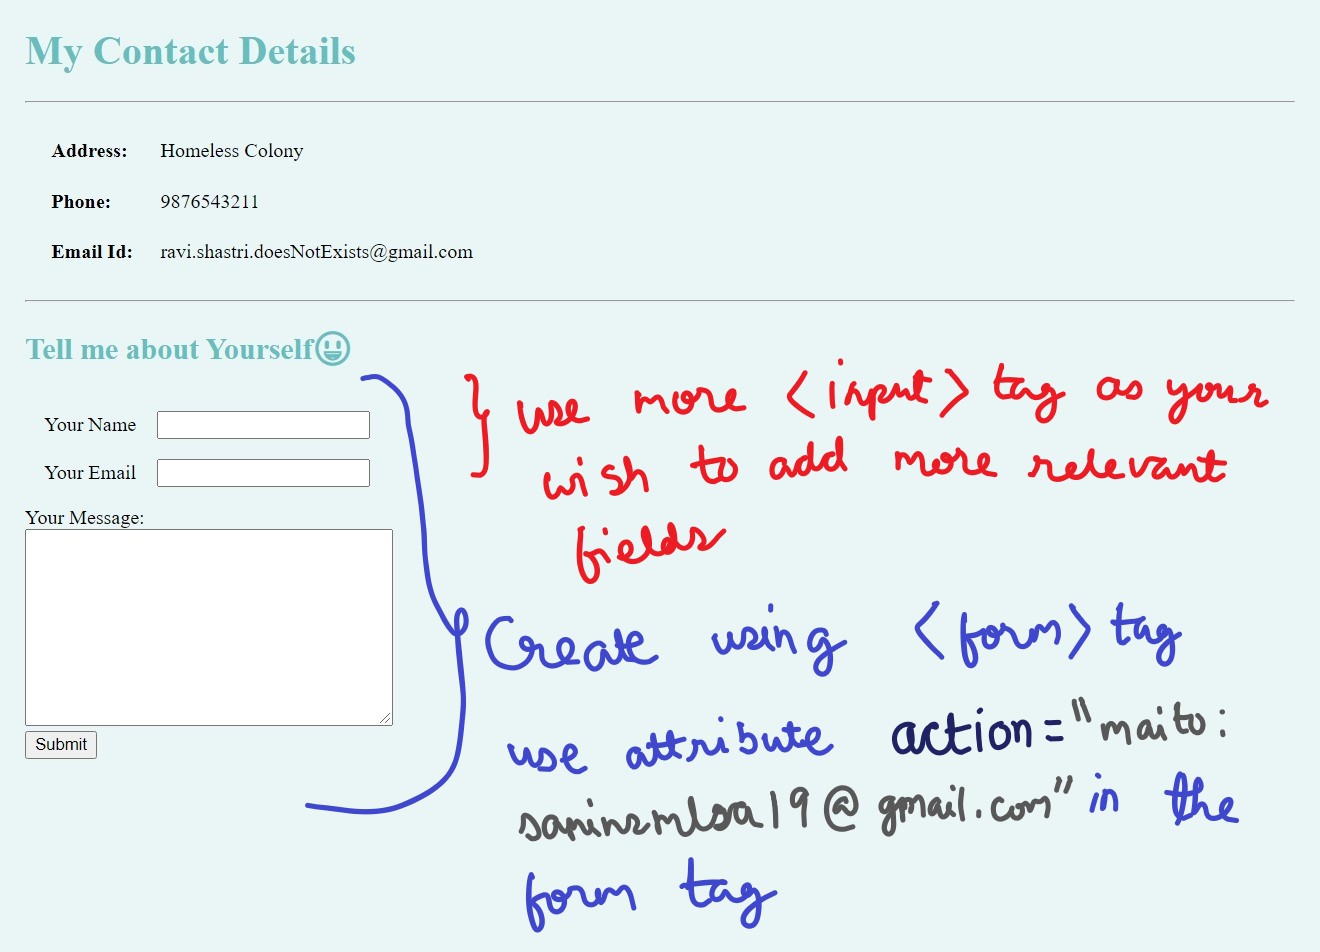 My Contact Details
Address: Homeless Colony
Phone: 9876543211
Email Id: ravi.shastri.doesNotExists@gmail.com
Tell me about Yourself😃
Your Name
Your Email
Your Message:
Submit
} use more <input> tag as your
wish to add more relevant
fields
Create using <form> tag
use attribute action="maito:
saninsmlsa19@gmail.com" in the
form tag